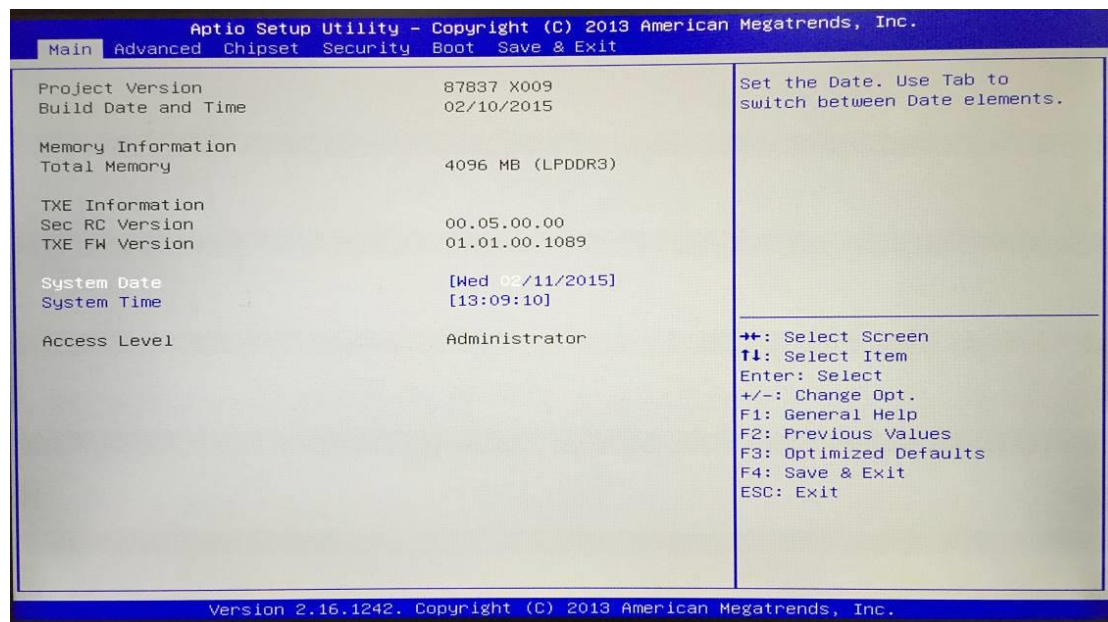 Aptio Setup Utility – Copyright (C) 2013 American Megatrends, Inc.
Main Advanced Chipset Security Boot Save & Exit
Project Version 87837 X009
Build Date and Time 02/10/2015
Memory Information
Total Memory 4096 MB (LPDDR3)
TXE Information
Sec RC Version 00.05.00.00
TXE FW Version 01.01.00.1089
System Date [Wed 02/11/2015]
System Time [13:09:10]
Access Level Administrator
Set the Date. Use Tab to
switch between Date elements.
→←: Select Screen
↑↓: Select Item
Enter: Select
+/-: Change Opt.
F1: General Help
F2: Previous Values
F3: Optimized Defaults
F4: Save & Exit
ESC: Exit
Version 2.16.1242. Copyright (C) 2013 American Megatrends, Inc.